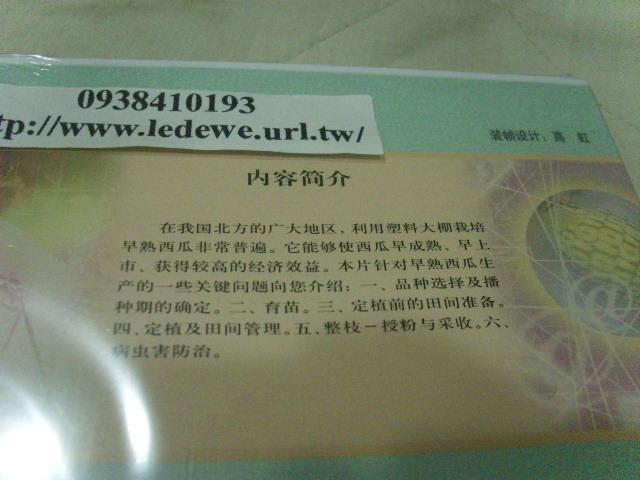 0938410193
tp://www.ledewe.url.tw/
装帧设计：高 虹
内容简介
在我国北方的广大地区，利用塑料大棚栽培
早熟西瓜非常普遍。它能够使西瓜早成熟、早上
市、获得较高的经济效益。本片针对早熟西瓜生
产的一些关键问题向您介绍：一、品种选择及播
种期的确定。二、育苗。三、定植前的田间准备。
四、定植及田间管理。五、整枝－授粉与采收。六、
病虫害防治。